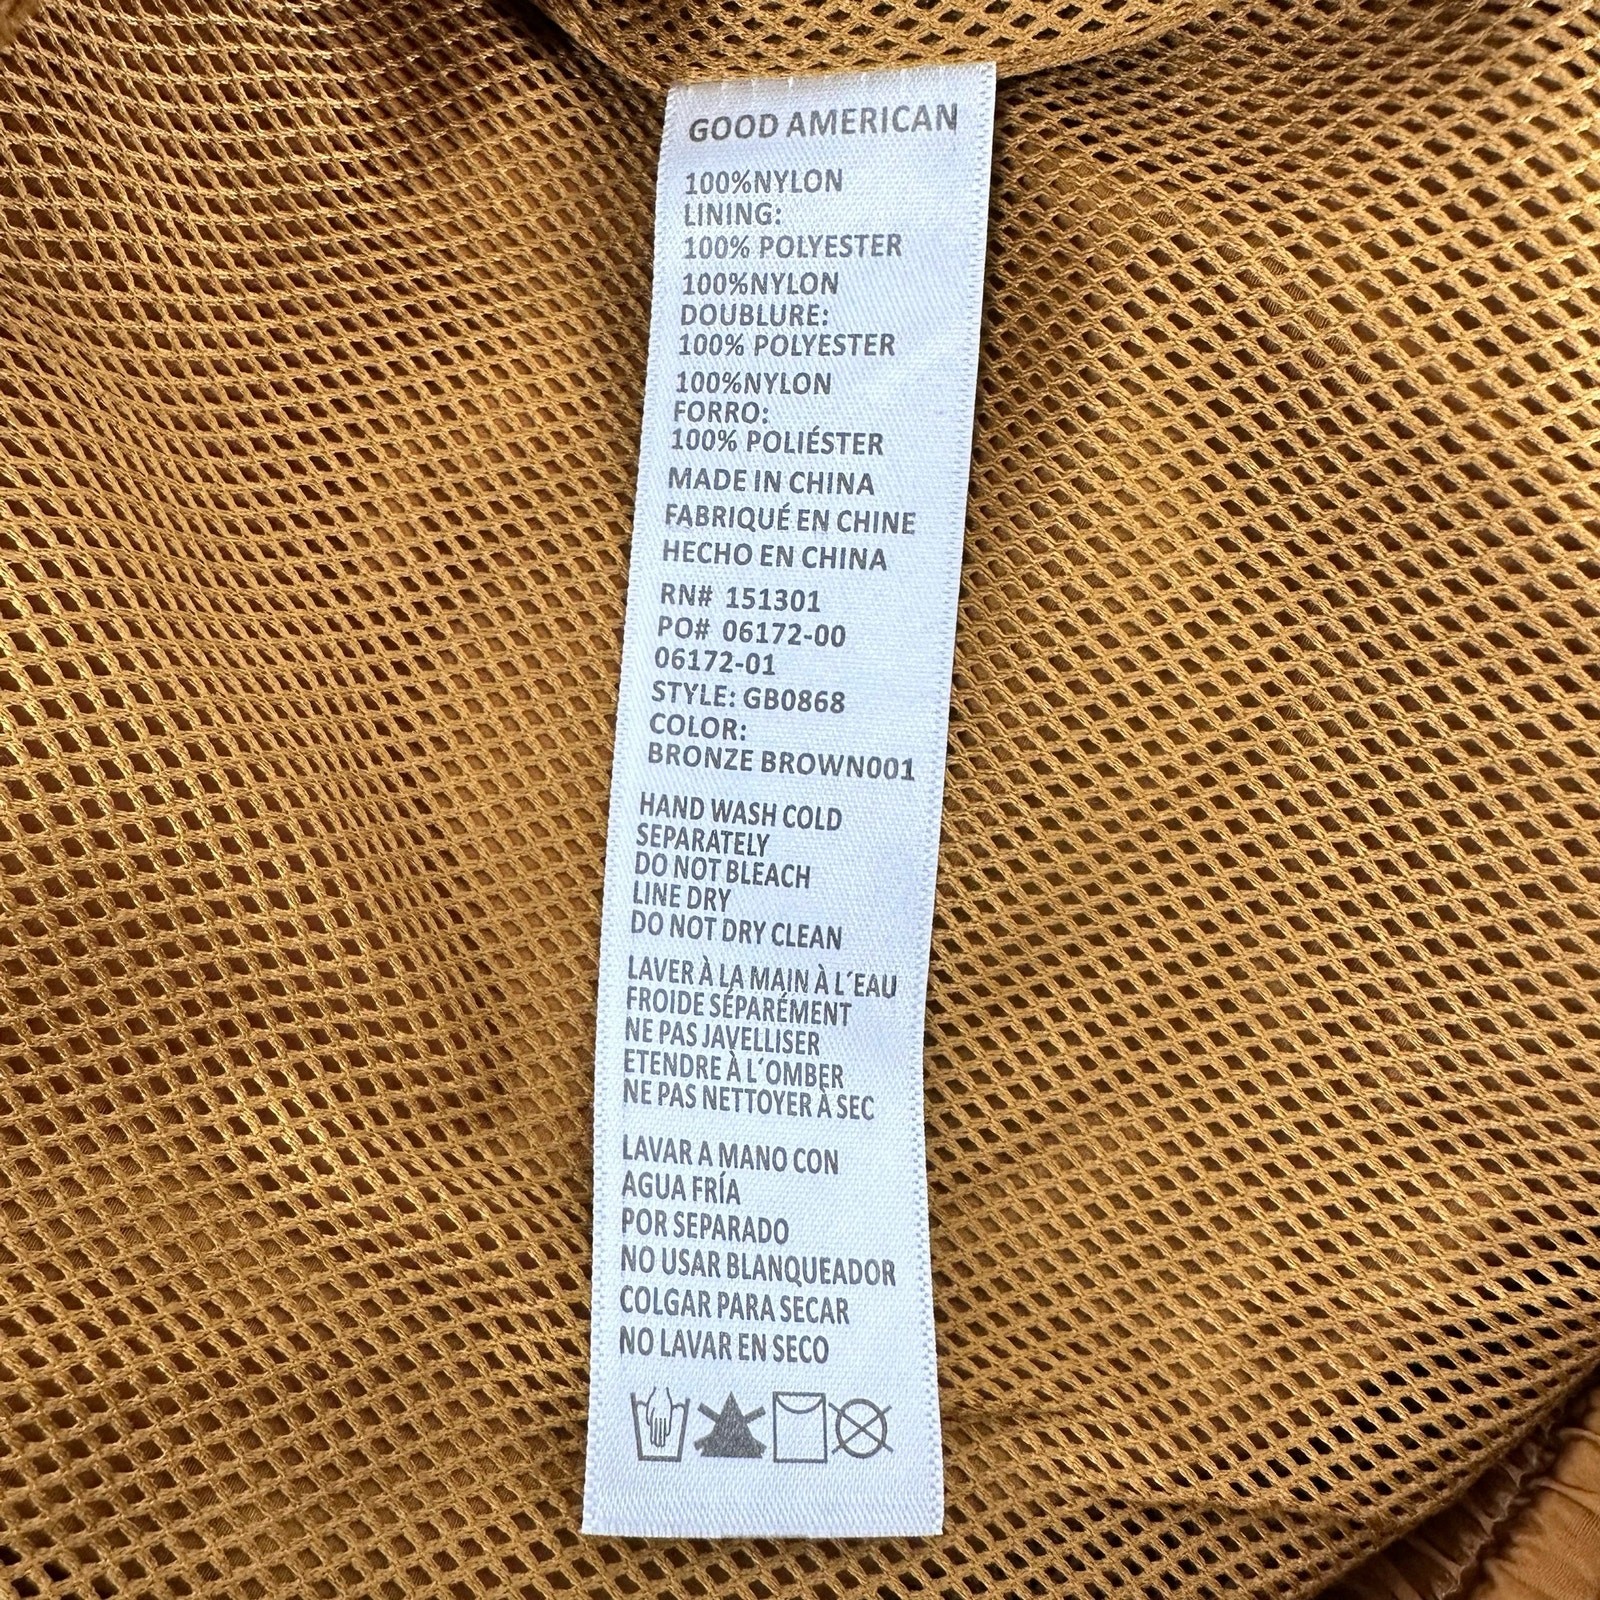 GOOD AMERICAN
100%NYLON
LINING:
100% POLYESTER
100%NYLON
DOUBLURE:
100% POLYESTER
100%NYLON
FORRO:
100% POLIÉSTER
MADE IN CHINA
FABRIQUÉ EN CHINE
HECHO EN CHINA
RN# 151301
PO# 06172-00
06172-01
STYLE: GB0868
COLOR:
BRONZE BROWN001
HAND WASH COLD
SEPARATELY
DO NOT BLEACH
LINE DRY
DO NOT DRY CLEAN
LAVER À LA MAIN À L´EAU
FROIDE SÉPARÉMENT
NE PAS JAVELLISER
ETENDRE À L´OMBER
NE PAS NETTOYER À SEC
LAVAR A MANO CON
AGUA FRÍA
POR SEPARADO
NO USAR BLANQUEADOR
COLGAR PARA SECAR
NO LAVAR EN SECO